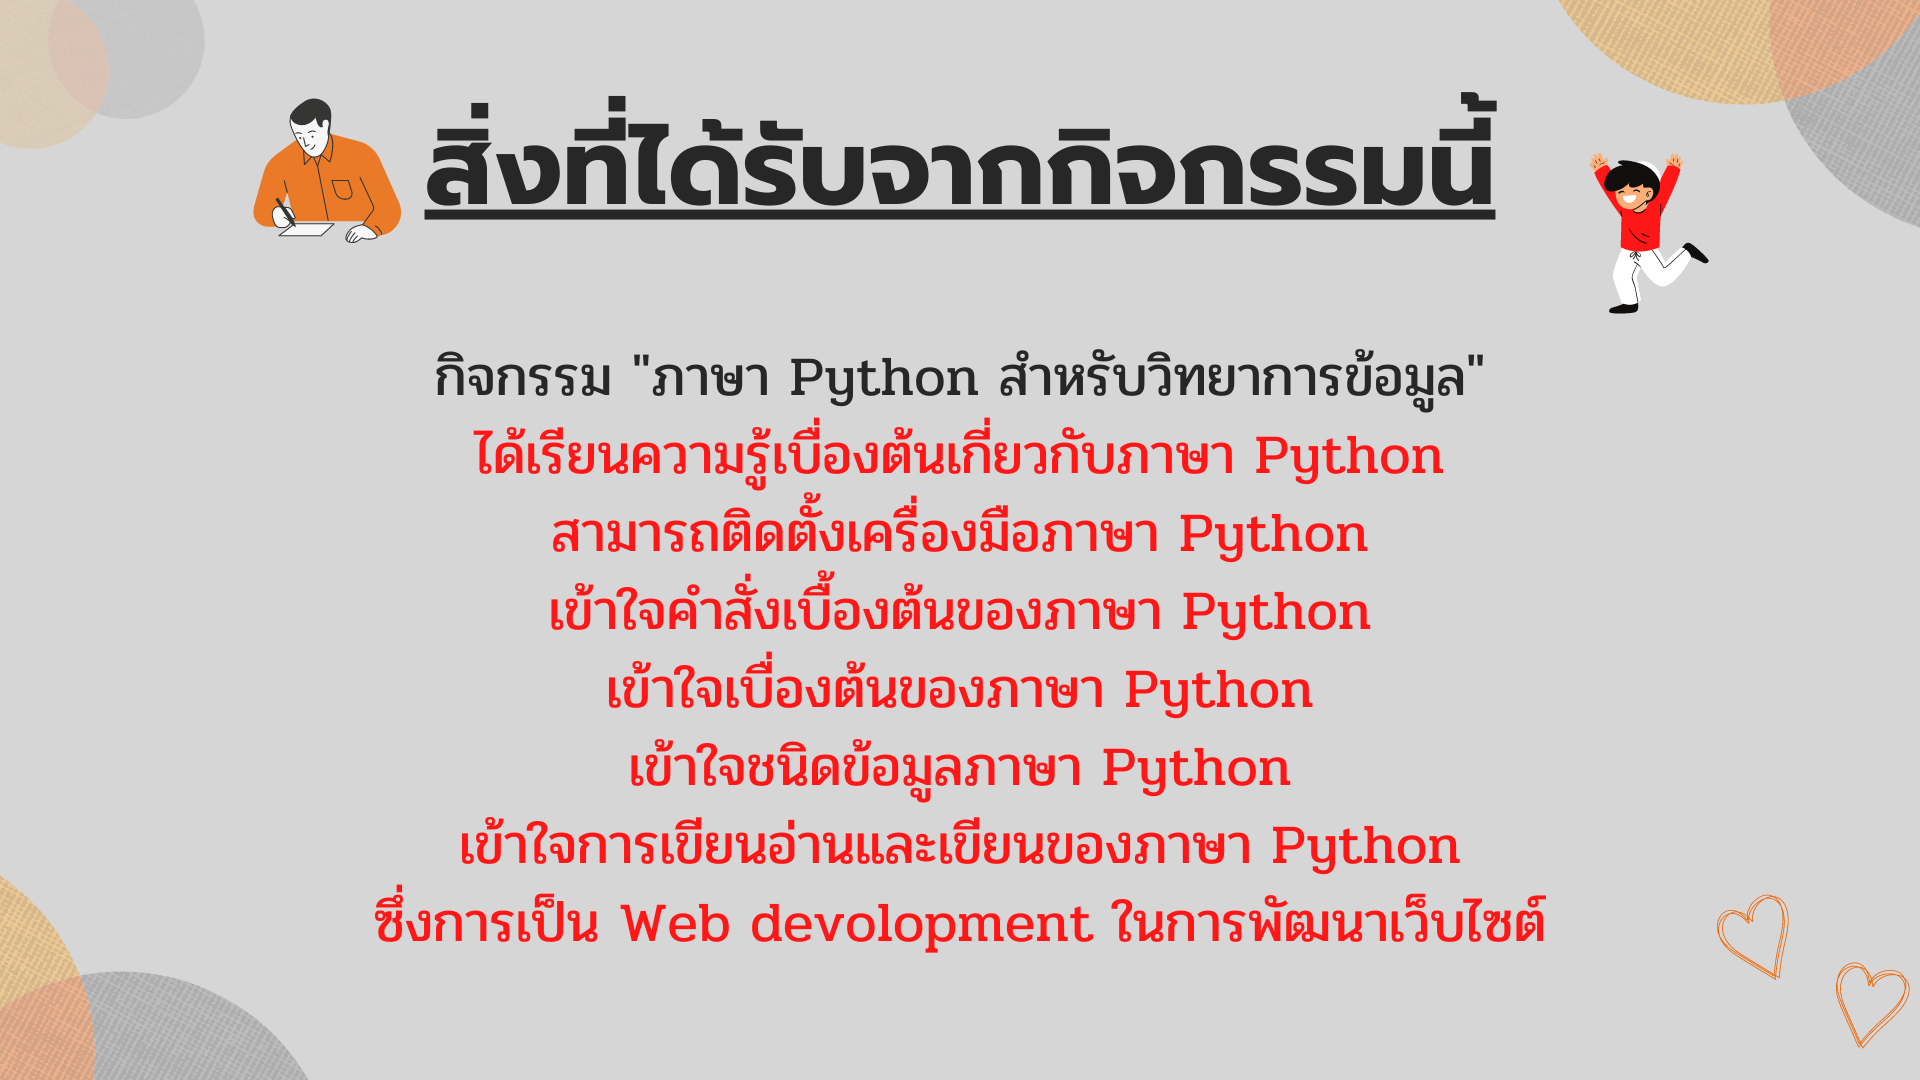 สิ่งที่ได้รับจากกิจกรรมนี้
กิจกรรม "ภาษา Python สำหรับวิทยาการข้อมูล"
ได้เรียนความรู้เบื่องต้นเกี่ยวกับภาษา Python
สามารถติดตั้งเครื่องมือภาษา Python
เข้าใจคำสั่งเบื้องต้นของภาษา Python
เข้าใจเบื่องต้นของภาษา Python
เข้าใจชนิดข้อมูลภาษา Python
เข้าใจการเขียนอ่านและเขียนของภาษา Python
ซึ่งการเป็น Web devolopment ในการพัฒนาเว็บไซต์